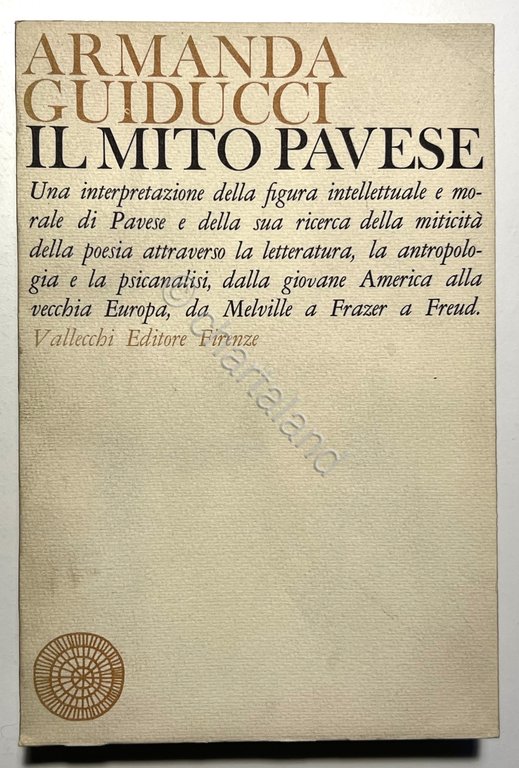 ARMANDA
GUIDUCCI
IL MITO PAVESE
Una interpretazione della figura intellettuale e mo-
rale di Pavese e della sua ricerca della miticità
della poesia attraverso la letteratura, la antropolo-
gia e la psicanalisi, dalla giovane America alla
vecchia Europa, da Melville a Frazer a Freud.
Vallecchi Editore Firenze
© chartaland